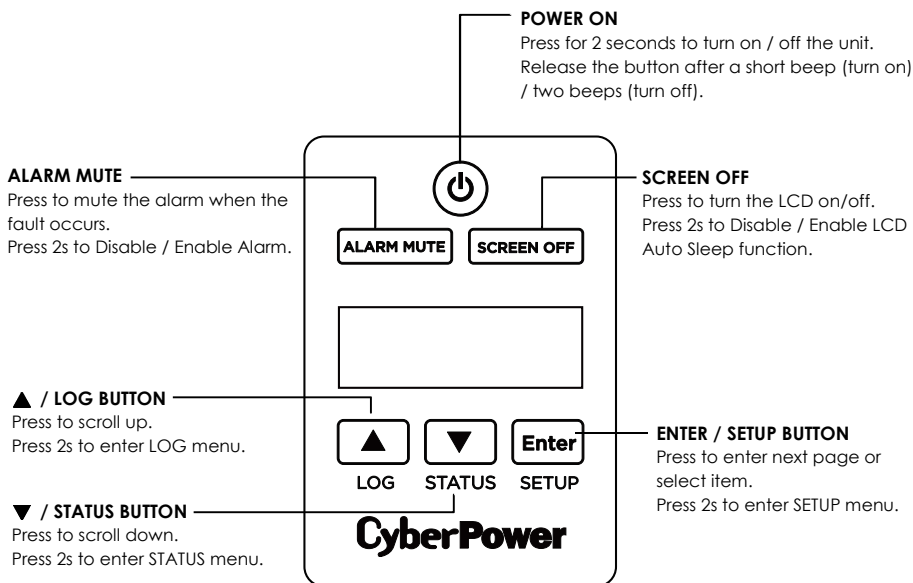 POWER ON
Press for 2 seconds to turn on / off the unit.
Release the button after a short beep (turn on)
/ two beeps (turn off).
ALARM MUTE
Press to mute the alarm when the
fault occurs.
Press 2s to Disable / Enable Alarm.
SCREEN OFF
Press to turn the LCD on/off.
Press 2s to Disable / Enable LCD
Auto Sleep function.
ALARM MUTE
SCREEN OFF
▲ / LOG BUTTON
Press to scroll up.
Press 2s to enter LOG menu.
▼ / STATUS BUTTON
Press to scroll down.
Press 2s to enter STATUS menu.
▲ ▼ Enter
LOG STATUS SETUP
CyberPower
ENTER / SETUP BUTTON
Press to enter next page or
select item.
Press 2s to enter SETUP menu.